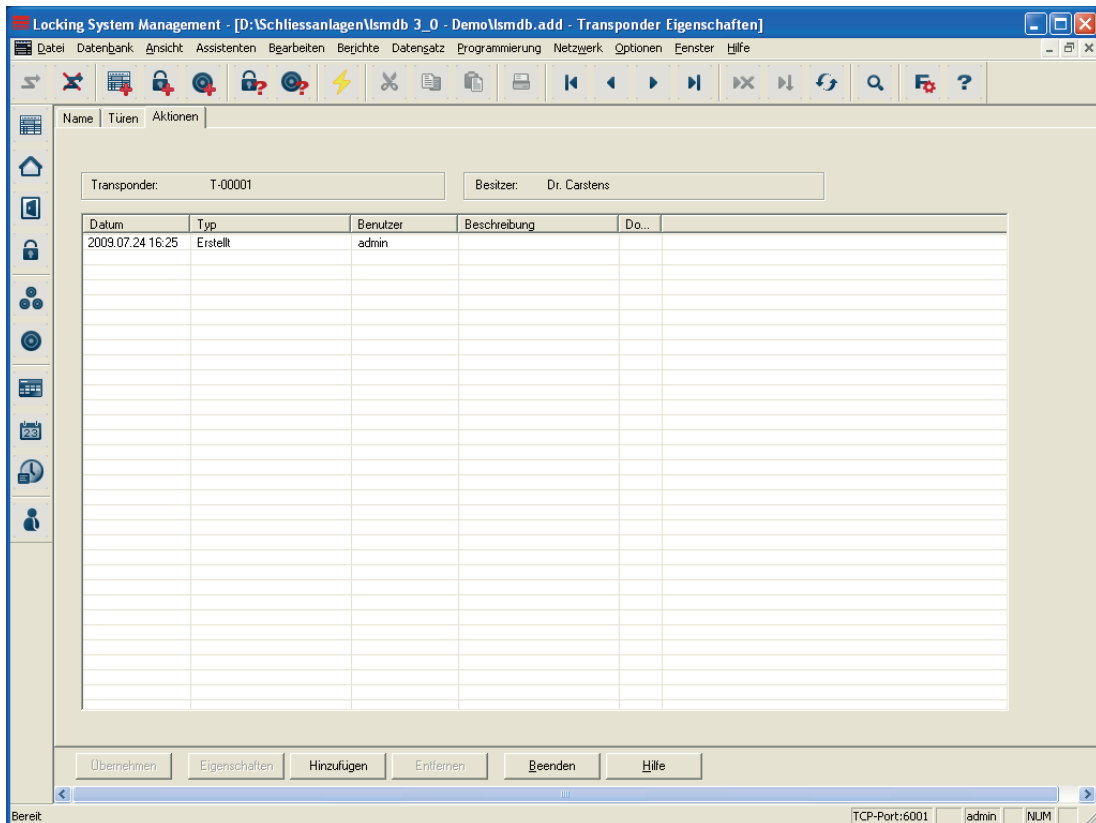 Locking System Management - [D:\Schliessanlagen\lsmdb 3_0 - Demo\lsmdb.add - Transponder Eigenschaften]
Datei Datenbank Ansicht Assistenten Bearbeiten Berichte Datensatz Programmierung Netzwerk Optionen Fenster Hilfe
Name Türen Aktionen
Transponder: T-00001 Besitzer: Dr. Carstens
Datum Typ Benutzer Beschreibung Do...
2009.07.24 16:25 Erstellt admin
23
Übernehmen Eigenschaften Hinzufügen Entfernen Beenden Hilfe
Bereit TCP-Port:6001 admin NUM